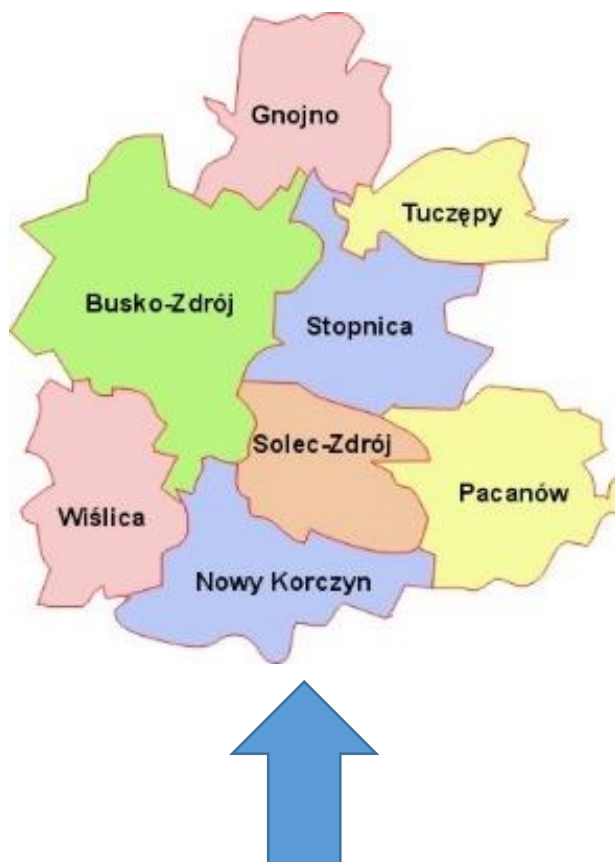 Gnojno
Tuczępy
Busko-Zdrój
Stopnica
Solec-Zdrój
Pacanów
Wiślica
Nowy Korczyn